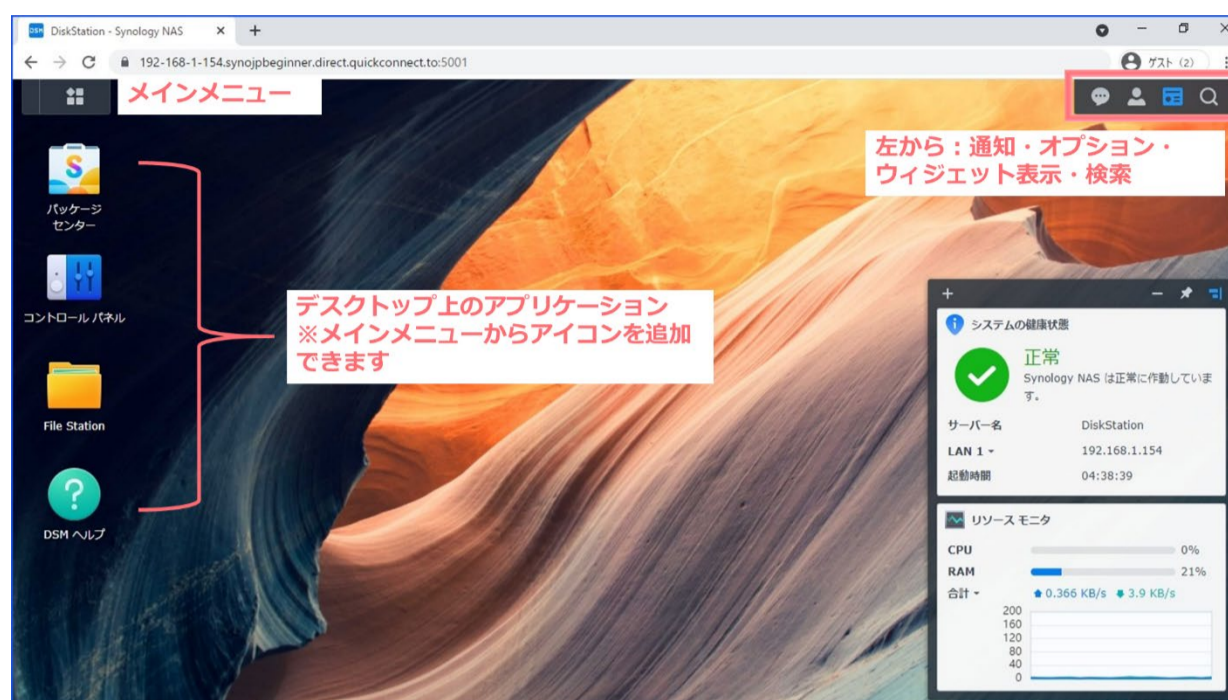 DiskStation - Synology NAS
192-168-1-154.synojpbeginner.direct.quickconnect.to:5001
ゲスト (2)
メインメニュー
左から：通知・オプション・
ウィジェット表示・検索
パッケージ
センター
コントロール パネル
File Station
DSM ヘルプ
デスクトップ上のアプリケーション
※メインメニューからアイコンを追加
できます
システムの健康状態
正常
Synology NAS は正常に作動していま
す。
サーバー名 DiskStation
LAN 1 192.168.1.154
起動時間 04:38:39
リソース モニタ
CPU 0%
RAM 21%
合計 0.366 KB/s 3.9 KB/s
200
160
120
80
40
0